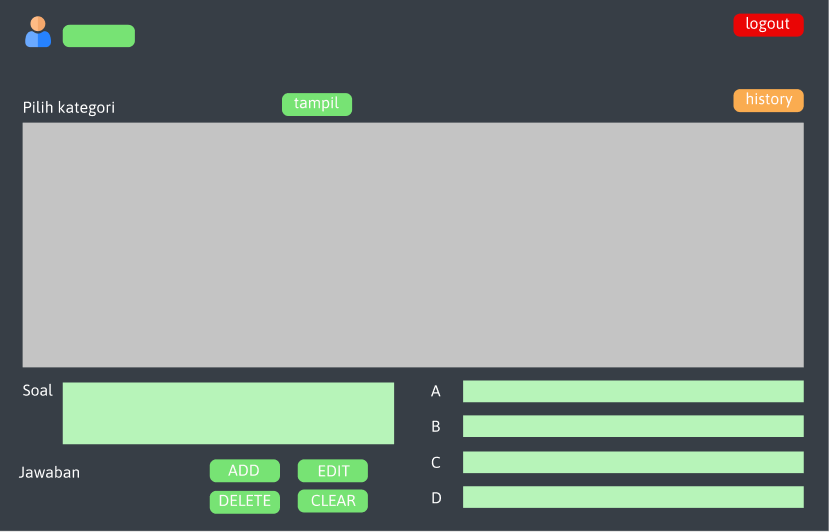 logout
Pilih kategori
tampil
history
Soal
A
B
C
D
Jawaban
ADD
EDIT
DELETE
CLEAR